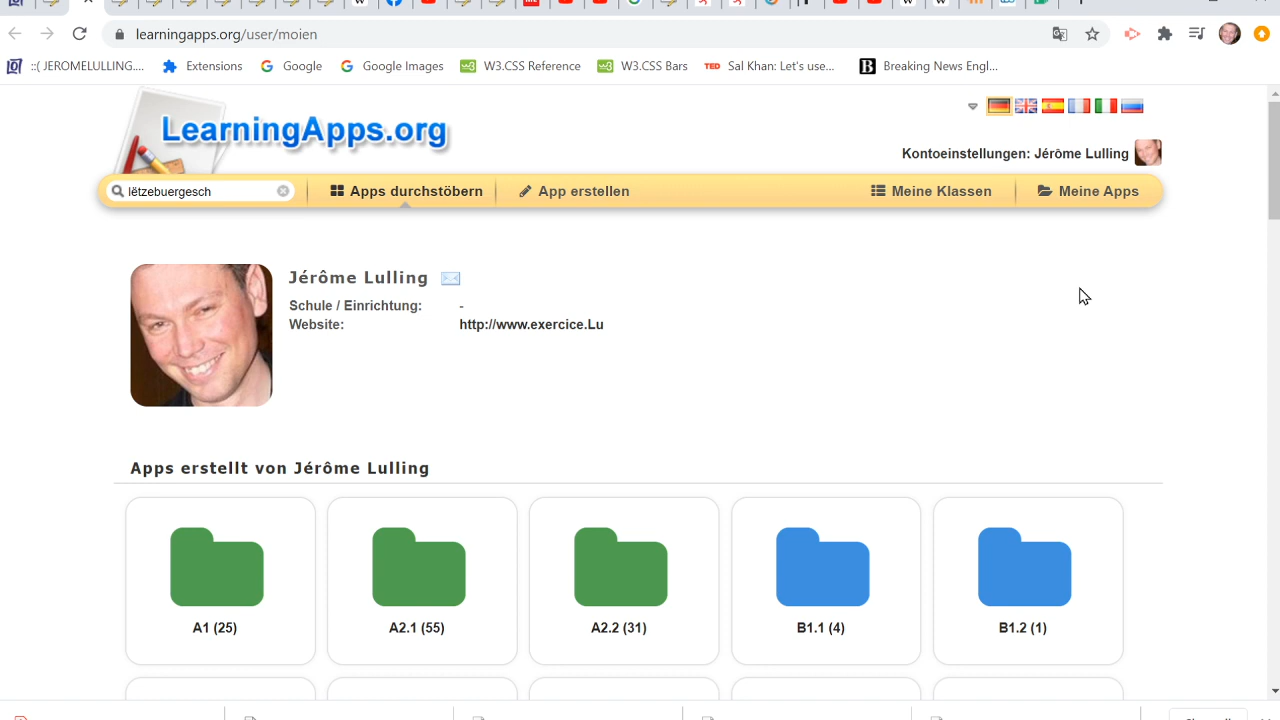 learningapps.org/user/moien
::( JEROMELULLING.... Extensions Google Google Images W3.CSS Reference W3.CSS Bars TED Sal Khan: Let's use... B Breaking News Engl...
LearningApps.org
Kontoeinstellungen: Jérôme Lulling
lëtzebuergesch Apps durchstöbern App erstellen Meine Klassen Meine Apps
Jérôme Lulling
Schule / Einrichtung: -
Website: http://www.exercice.Lu
Apps erstellt von Jérôme Lulling
A1 (25) A2.1 (55) A2.2 (31) B1.1 (4) B1.2 (1)